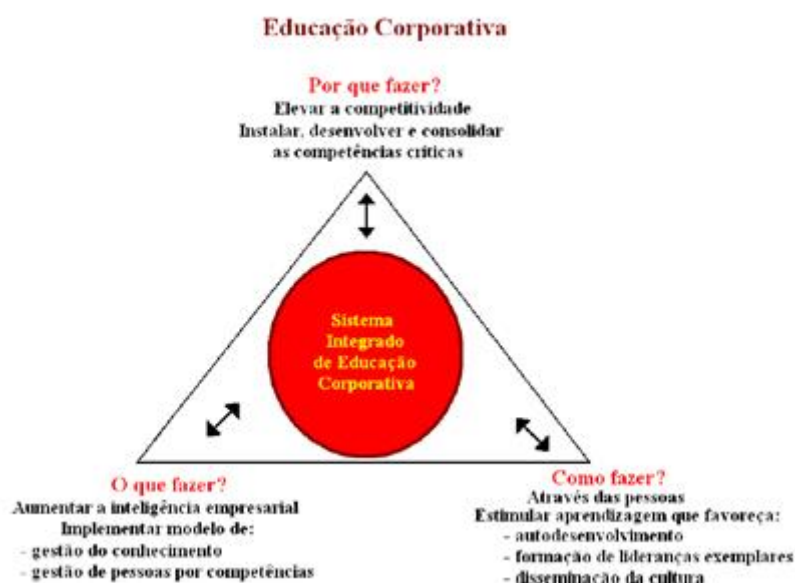 Educação Corporativa
Por que fazer?
Elevar a competitividade
Instalar, desenvolver e consolidar
as competências críticas
Sistema
Integrado
de Educação
Corporativa
O que fazer?
Aumentar a inteligência empresarial
Implementar modelo de:
- gestão do conhecimento
- gestão de pessoas por competências
Como fazer?
Através das pessoas
Estimular aprendizagem que favoreça:
- autodesenvolvimento
- formação de lideranças exemplares
- disseminação da cultura